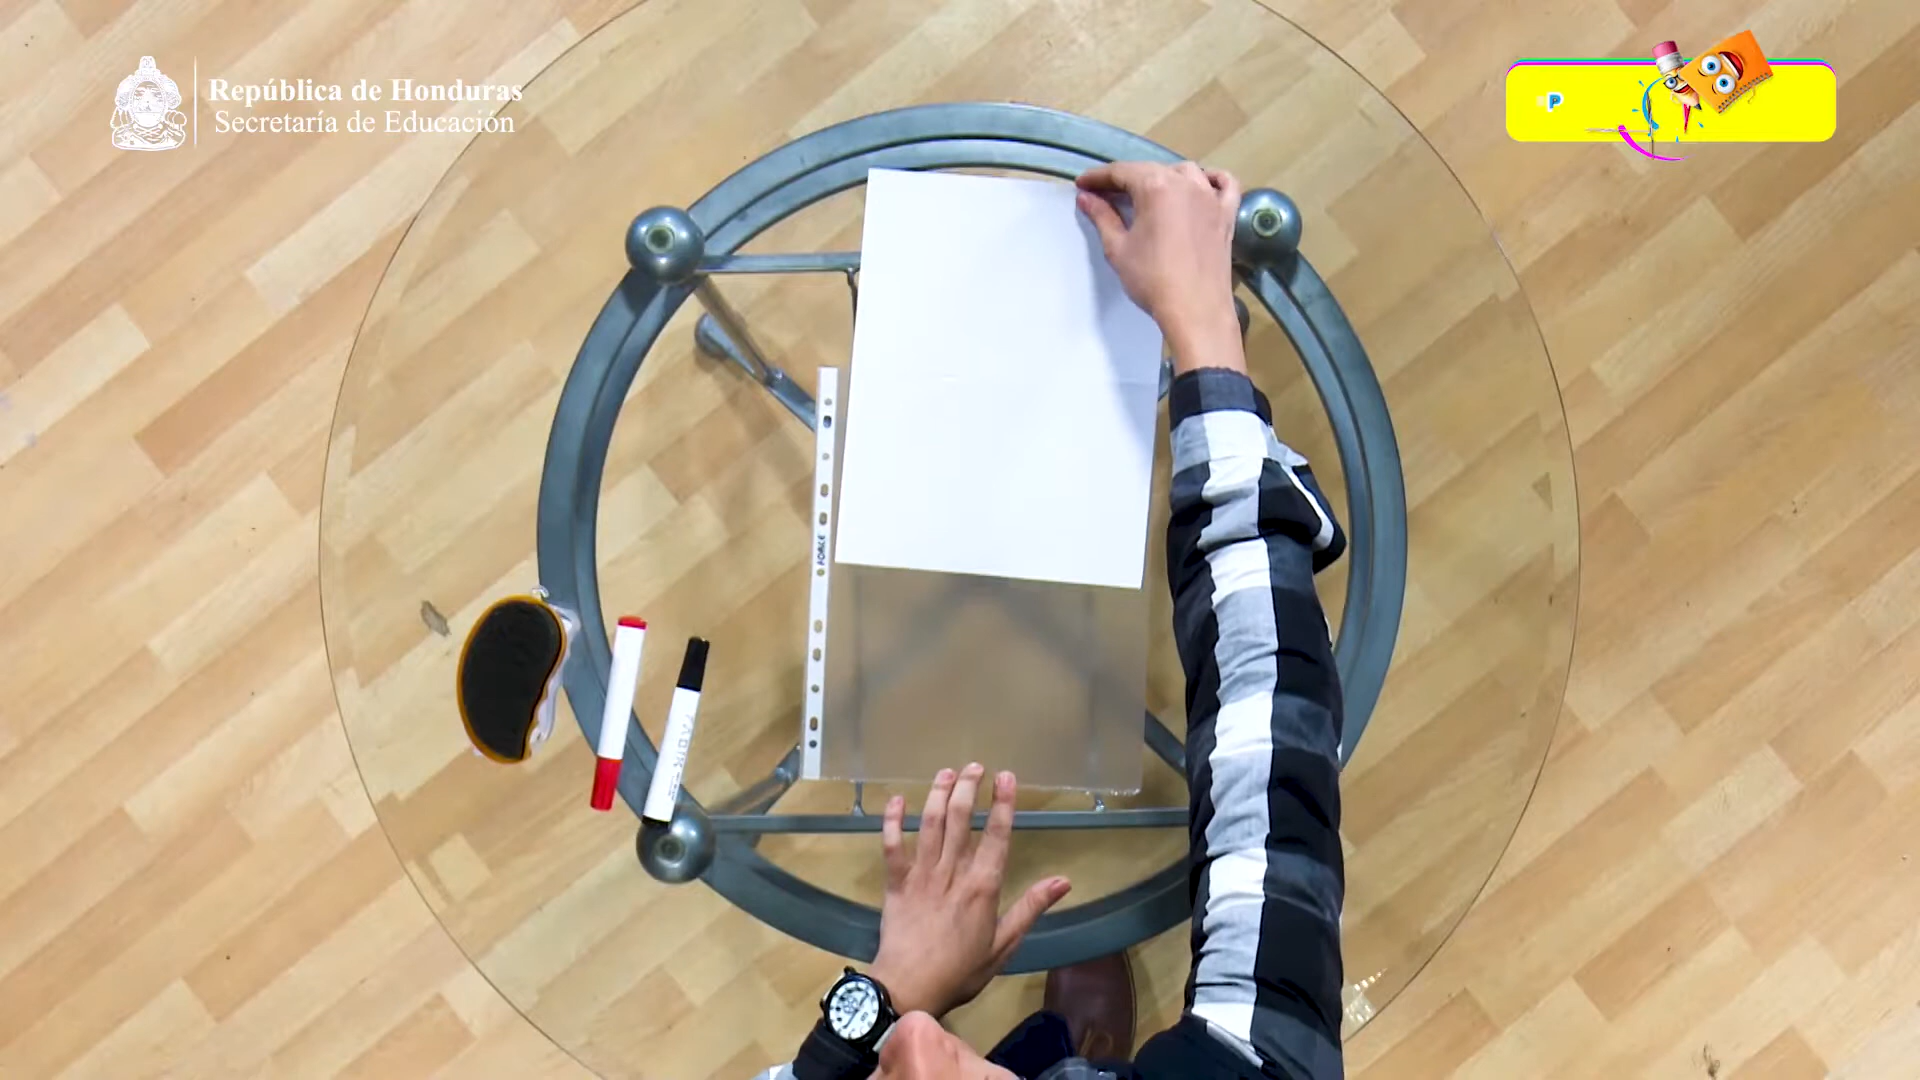 República de Honduras
Secretaría de Educación
P
FORCE